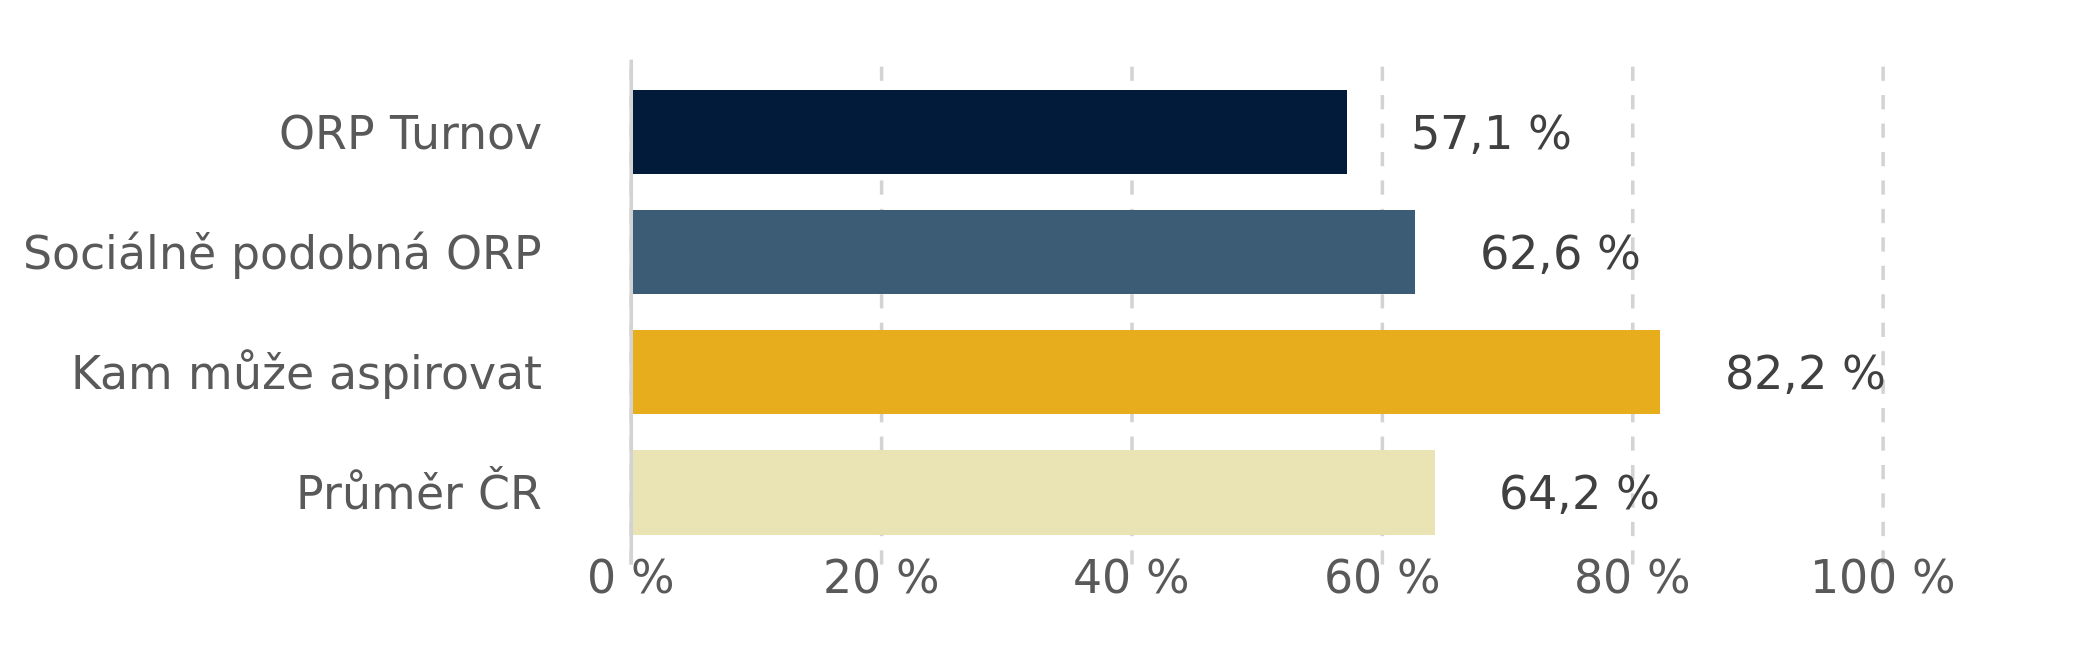 ORP Turnov 57,1 %
Sociálně podobná ORP 62,6 %
Kam může aspirovat 82,2 %
Průměr ČR 64,2 %
0 % 20 % 40 % 60 % 80 % 100 %